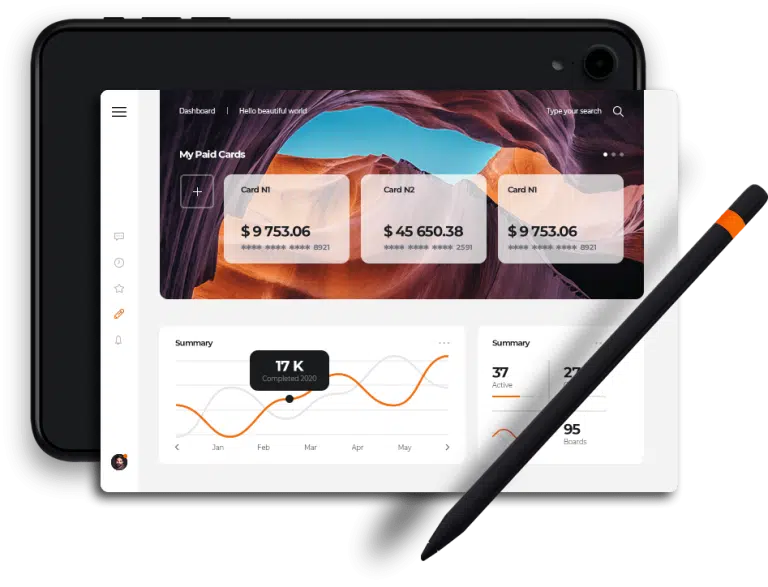 Dashboard | Hello beautiful world Type your search
My Paid Cards
Card N1 Card N2 Card N1
$ 9 753.06 $ 45 650.38 $ 9 753.06
**** **** **** 8921 **** **** **** 2591 **** **** **** 8921
Summary Summary
17 K
Completed 2020
37 27
Active
95
Boards
Jan Feb Mar Apr May